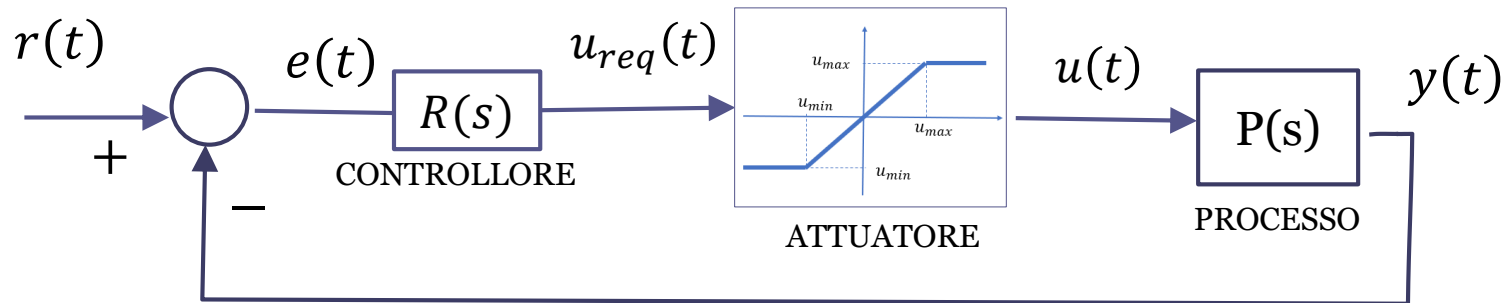 r(t)
e(t)
u_req(t)
u(t)
y(t)
+
−
R(s)
CONTROLLORE
u_max
u_min
u_max
u_min
ATTUATORE
P(s)
PROCESSO